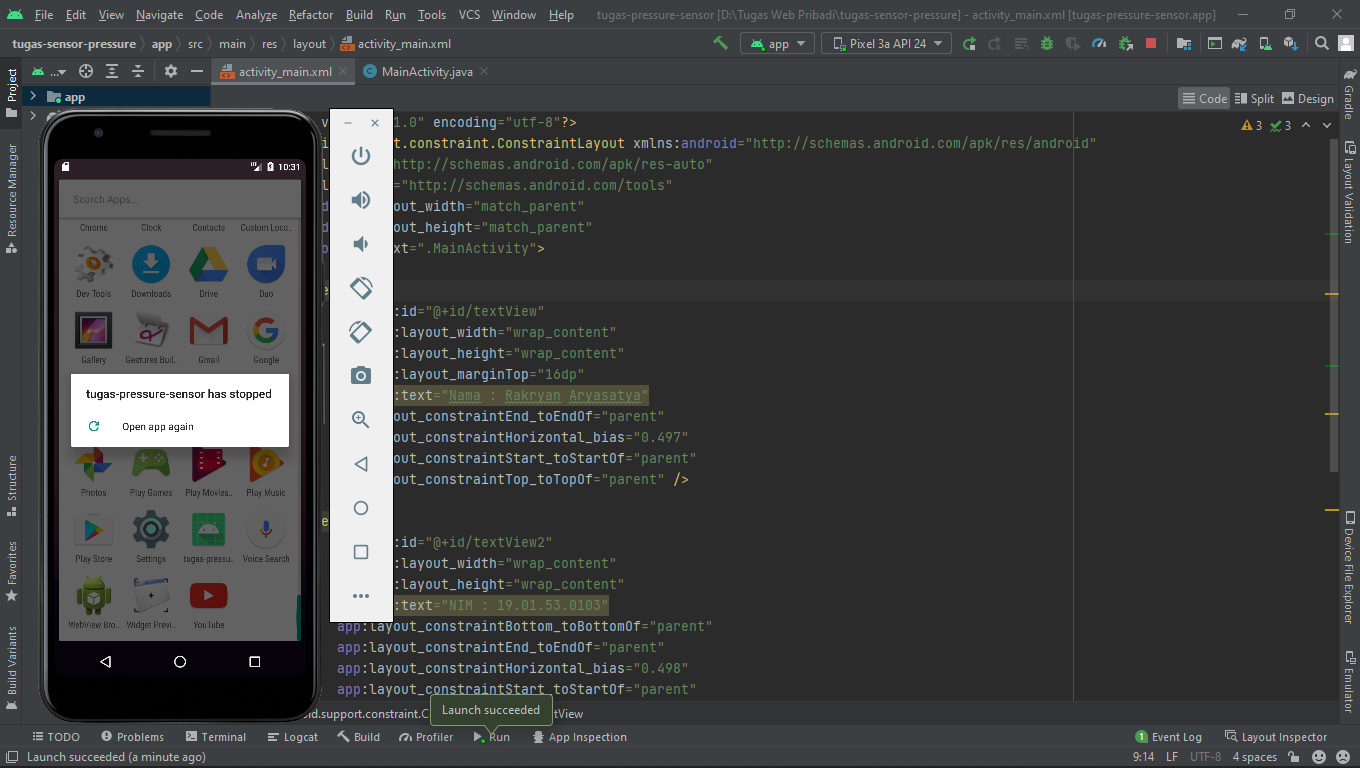 File Edit View Navigate Code Analyze Refactor Build Run Tools VCS Window Help tugas-pressure-sensor [D:\Tugas Web Pribadi\tugas-sensor-pressure] - activity_main.xml [tugas-pressure-sensor.app]
tugas-sensor-pressure app src main res layout activity_main.xml app Pixel 3a API 24
Project
... activity_main.xml MainActivity.java
app
Code Split Design
3 3
Resource Manager
Structure
Favorites
Build Variants
10:31
Search Apps...
Chrome Clock Contacts Custom Loca..
Dev Tools Downloads Drive Duo
Gallery Gestures Buil.. Gmail Google
tugas-pressure-sensor has stopped
Open app again
Photos Play Games Play Movies.. Play Music
Play Store Settings tugas-pressu.. Voice Search
WebView Bro.. Widget Previ.. YouTube
1.0" encoding="utf-8"?>
t.constraint.ConstraintLayout xmlns:android="http://schemas.android.com/apk/res/android"
http://schemas.android.com/apk/res-auto"
="http://schemas.android.com/tools"
out_width="match_parent"
out_height="match_parent"
xt=".MainActivity">
:id="@+id/textView"
:layout_width="wrap_content"
:layout_height="wrap_content"
:layout_marginTop="16dp"
:text="Nama : Rakryan Aryasatya"
out_constraintEnd_toEndOf="parent"
out_constraintHorizontal_bias="0.497"
out_constraintStart_toStartOf="parent"
out_constraintTop_toTopOf="parent" />
:id="@+id/textView2"
:layout_width="wrap_content"
:layout_height="wrap_content"
:text="NIM : 19.01.53.0103"
app:layout_constraintBottom_toBottomOf="parent"
app:layout_constraintEnd_toEndOf="parent"
app:layout_constraintHorizontal_bias="0.498"
app:layout_constraintStart_toStartOf="parent"
oid.support.constraint.C tView
Launch succeeded
Gradle
Layout Validation
Device File Explorer
Emulator
TODO Problems Terminal Logcat Build Profiler Run App Inspection 1 Event Log Layout Inspector
Launch succeeded (a minute ago) 9:14 LF UTF-8 4 spaces